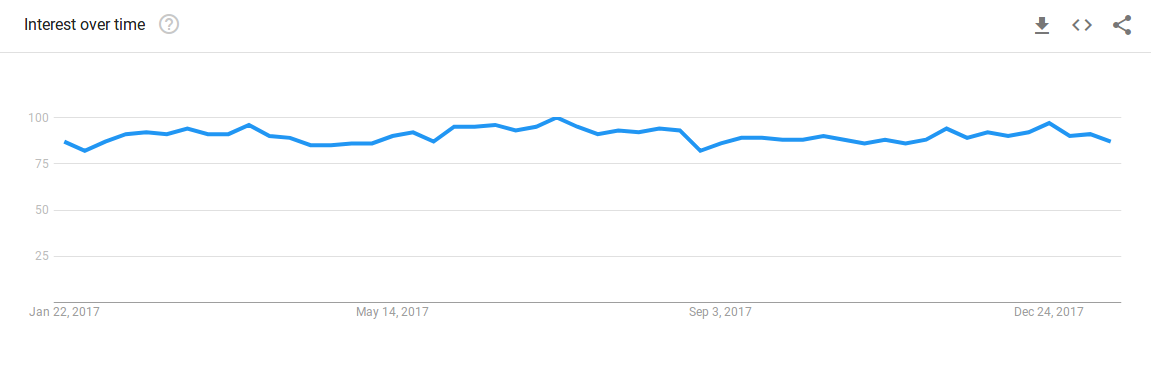 Interest over time
100
75
50
25
Jan 22, 2017
May 14, 2017
Sep 3, 2017
Dec 24, 2017